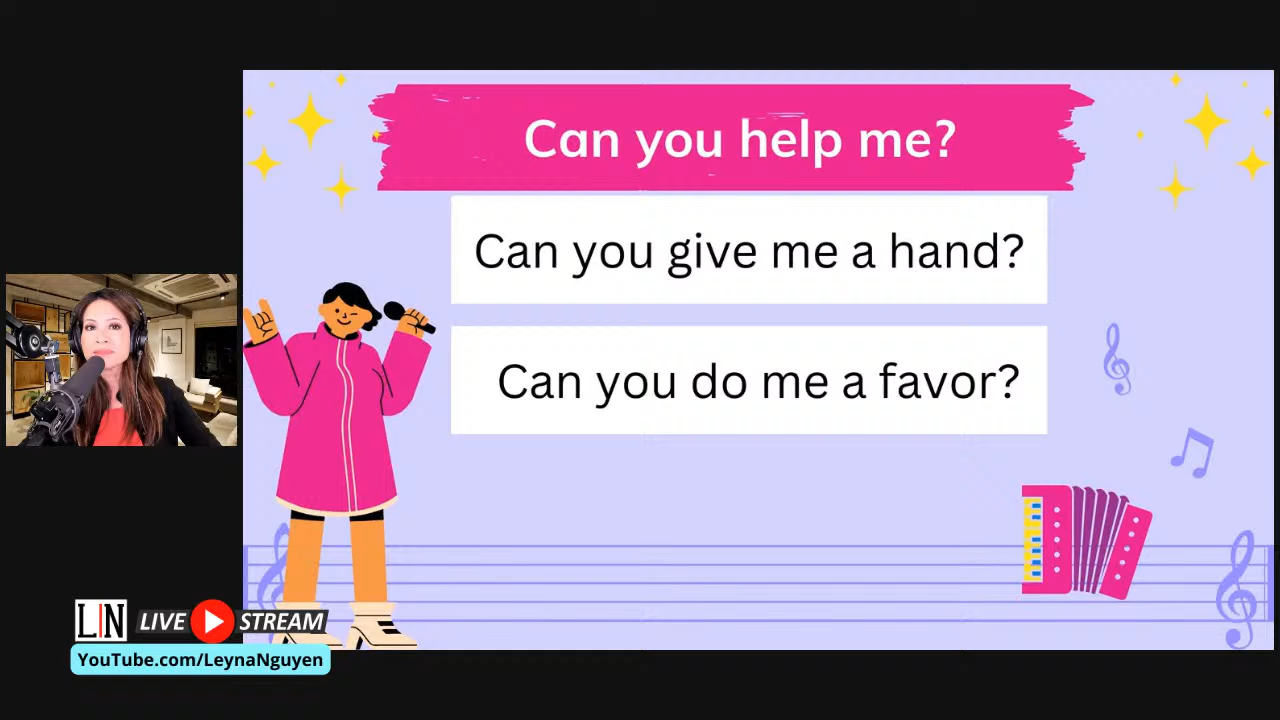 Can you help me?
Can you give me a hand?
Can you do me a favor?
LIN LIVE STREAM
YouTube.com/LeynaNguyen